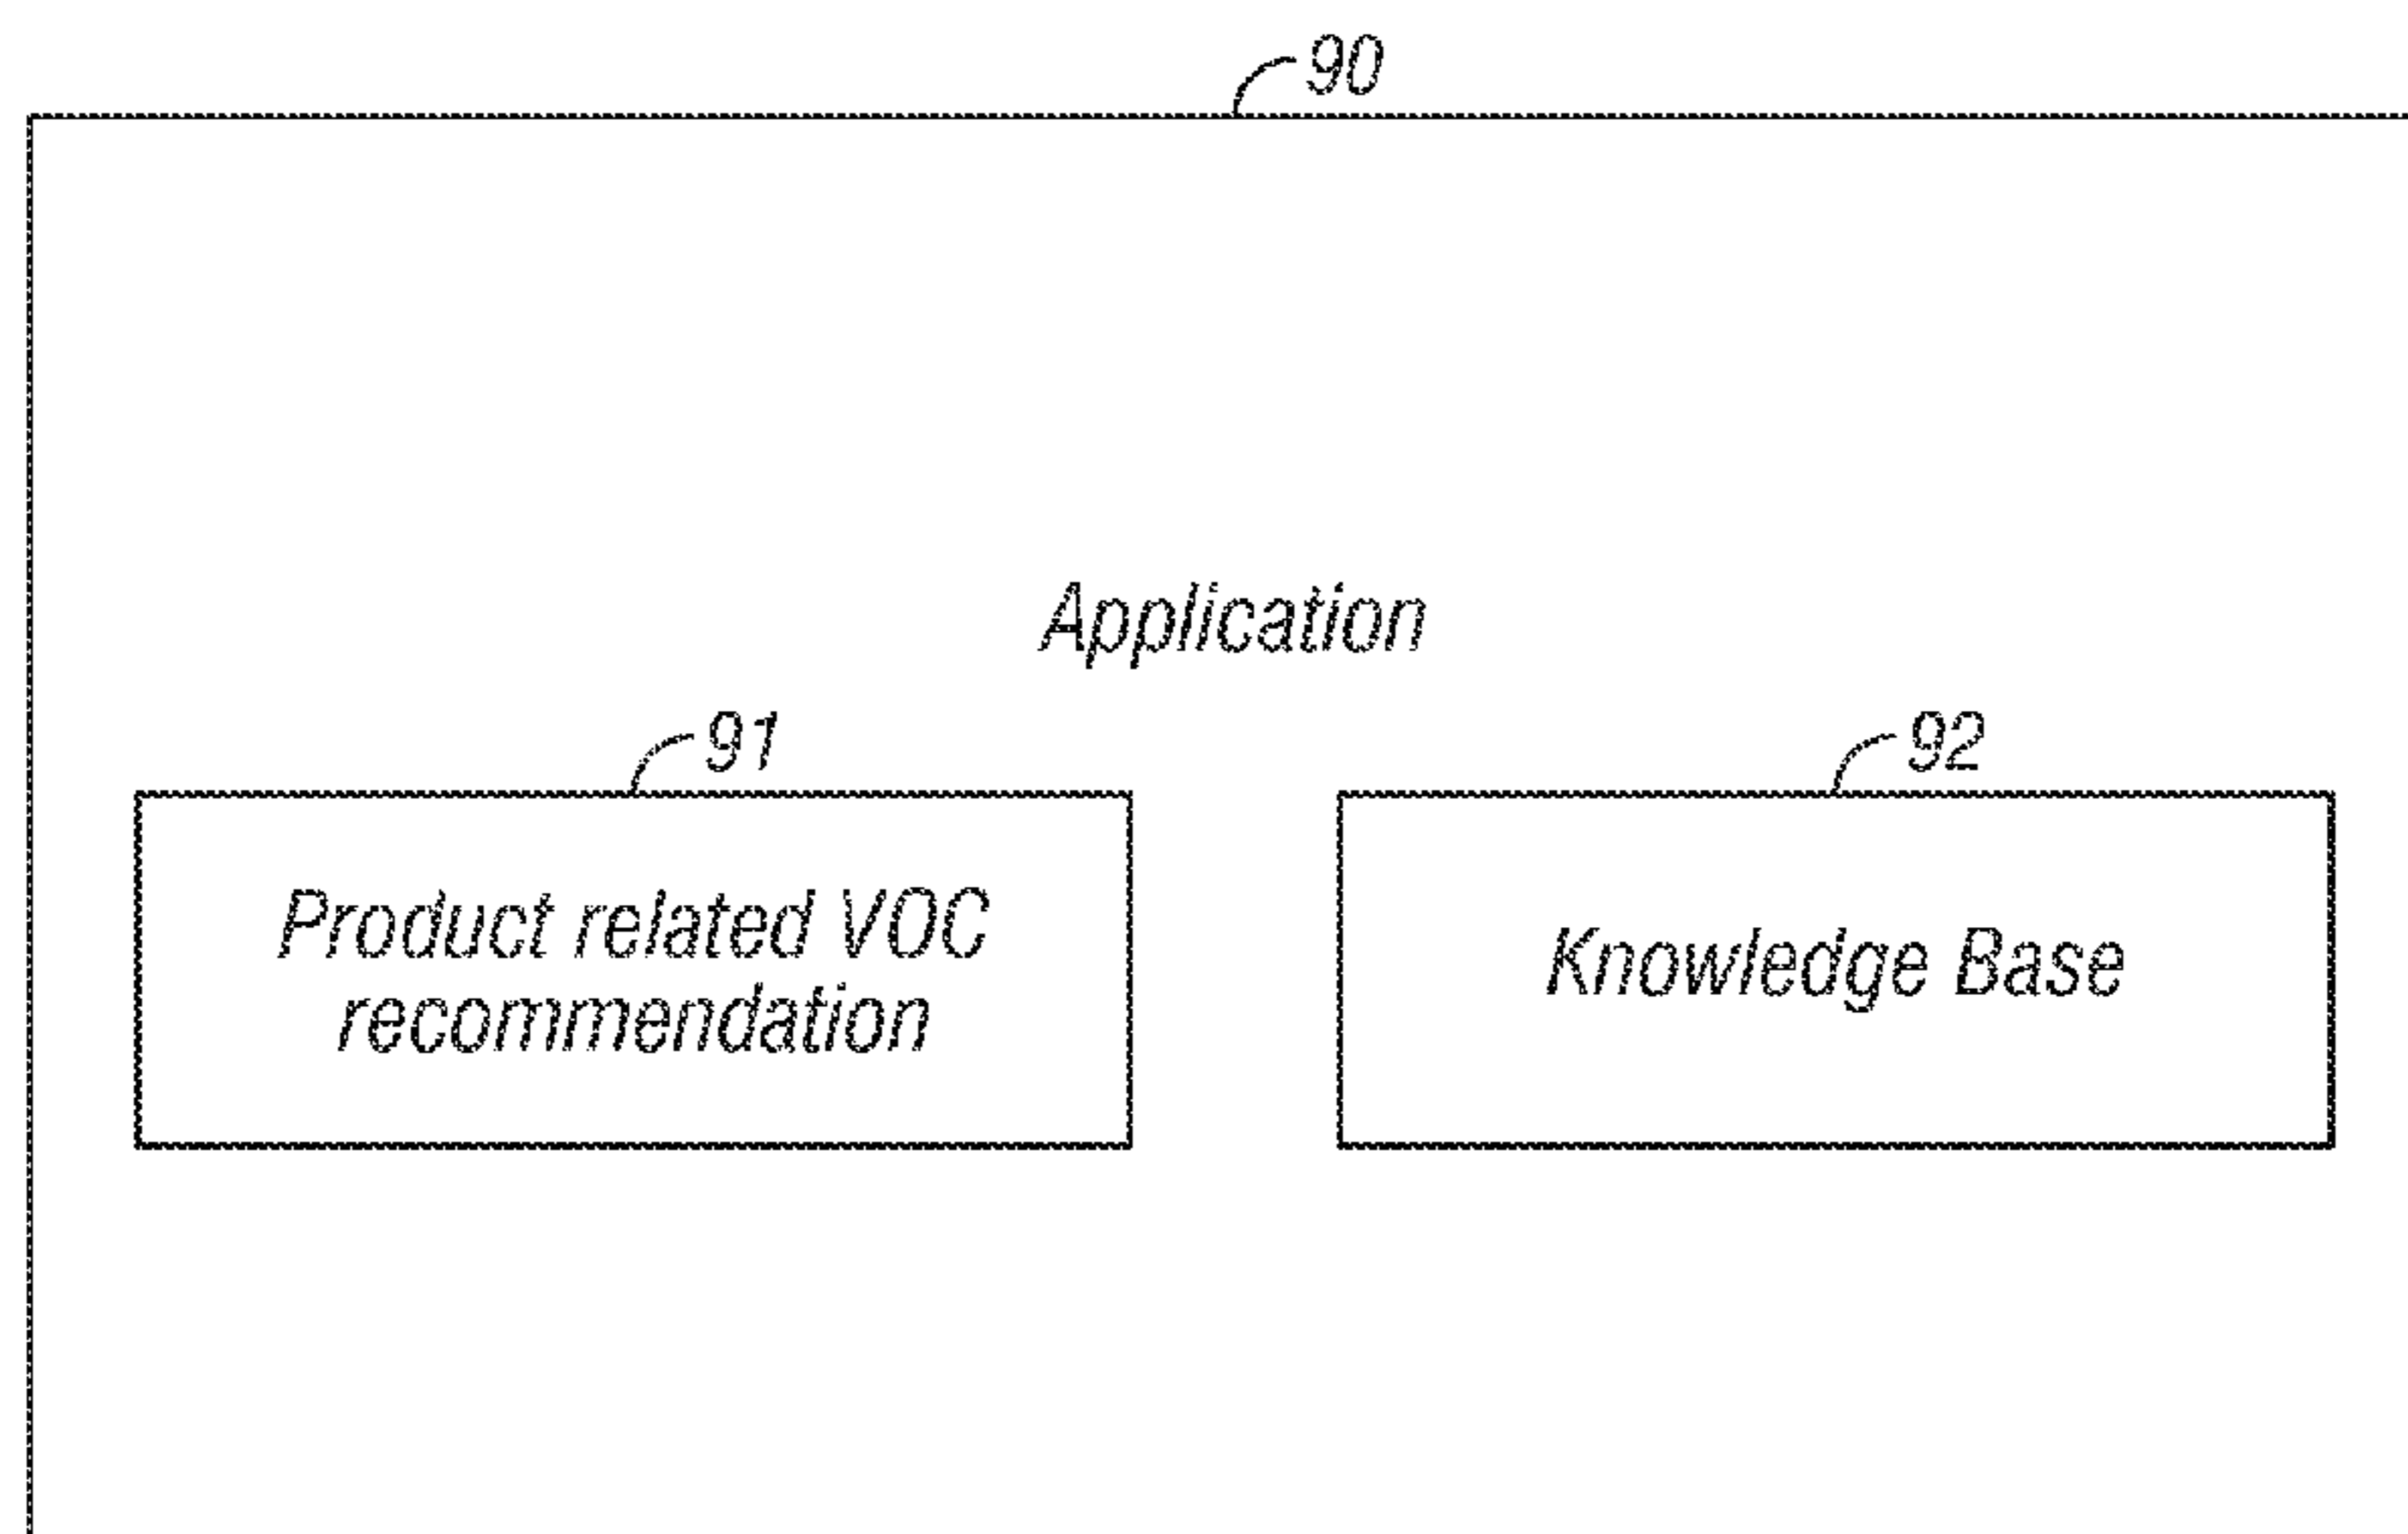 90
Application
91
92
Product related VOC
recommendation
Knowledge Base